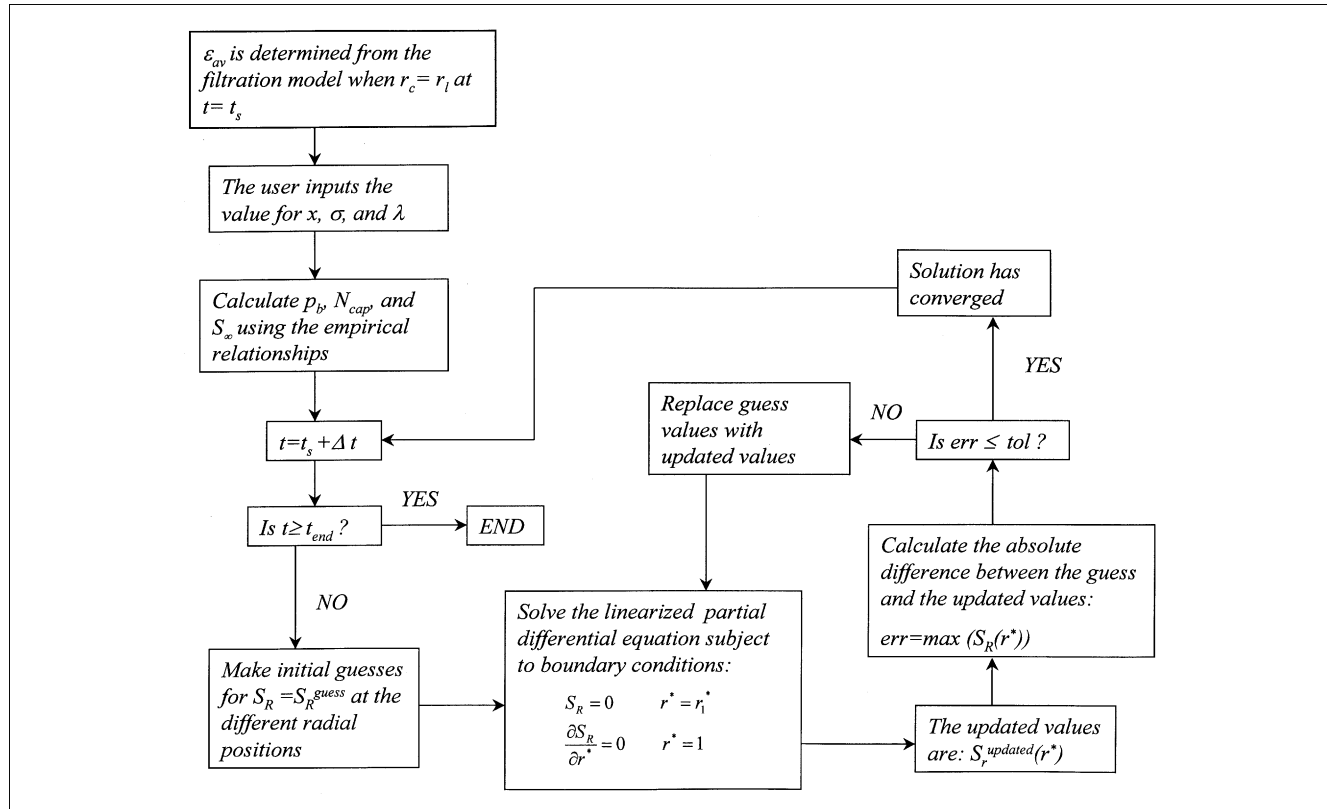 ε_av is determined from the
filtration model when r_c = r_l at
t= t_s
The user inputs the
value for x, σ, and λ
Calculate p_b, N_cap, and
S_∞ using the empirical
relationships
t=t_s +Δ t
Is t≥ t_end ?
YES
END
NO
Make initial guesses
for S_R =S_R^guess at the
different radial
positions
Solve the linearized partial
differential equation subject
to boundary conditions:
S_R = 0 r^* = r_1^*
∂S_R/∂r^* = 0 r^* = 1
The updated values
are: S_r^updated(r*)
Calculate the absolute
difference between the guess
and the updated values:
err=max (S_R(r*))
Is err ≤ tol ?
NO
Replace guess
values with
updated values
YES
Solution has
converged